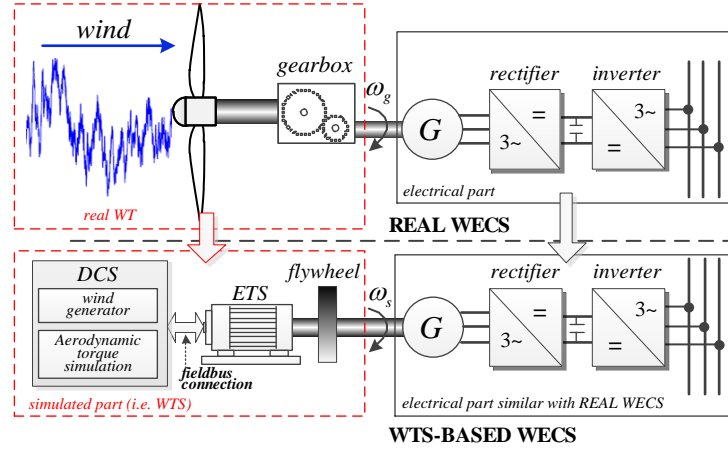 wind
gearbox
ωg
rectifier
inverter
G
=
3~
3~
=
real WT
electrical part
REAL WECS
DCS
wind
generator
Aerodynamic
torque
simulation
fieldbus
connection
ETS
flywheel
ωs
rectifier
inverter
G
=
3~
3~
=
simulated part (i.e. WTS)
electrical part similar with REAL WECS
WTS-BASED WECS